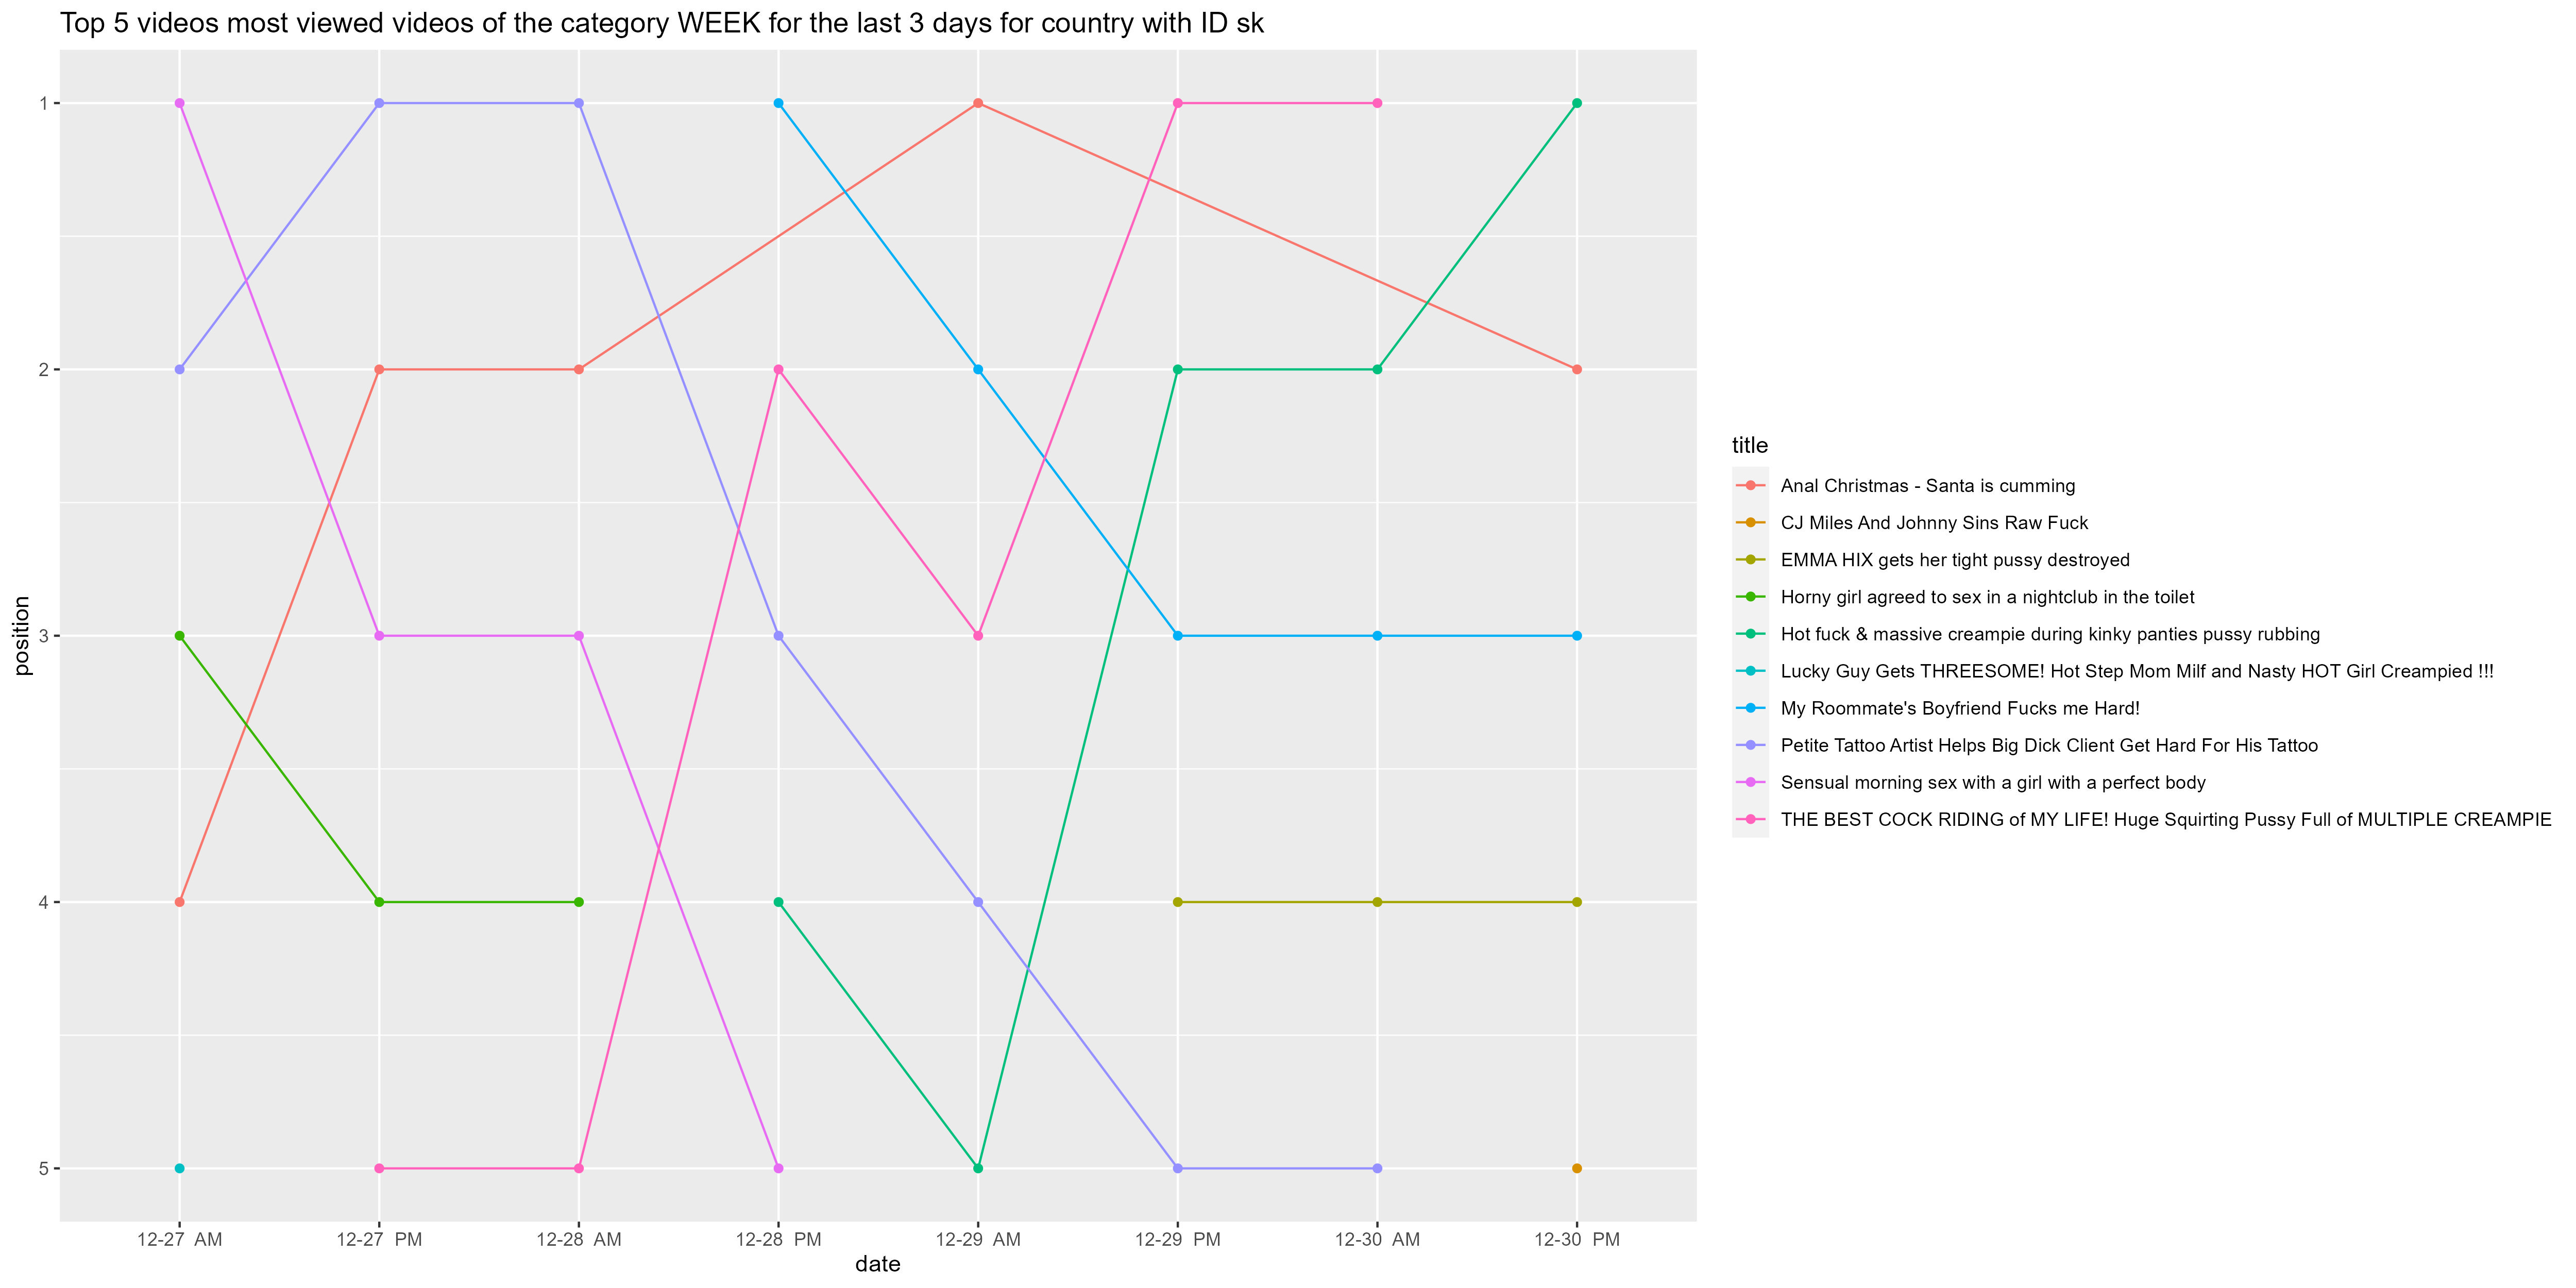 Top 5 videos most viewed videos of the category WEEK for the last 3 days for country with ID sk
position
1
2
3
4
5
12-27 AM
12-27 PM
12-28 AM
12-28 PM
12-29 AM
12-29 PM
12-30 AM
12-30 PM
date
title
Anal Christmas - Santa is cumming
CJ Miles And Johnny Sins Raw Fuck
EMMA HIX gets her tight pussy destroyed
Horny girl agreed to sex in a nightclub in the toilet
Hot fuck & massive creampie during kinky panties pussy rubbing
Lucky Guy Gets THREESOME! Hot Step Mom Milf and Nasty HOT Girl Creampied !!!
My Roommate's Boyfriend Fucks me Hard!
Petite Tattoo Artist Helps Big Dick Client Get Hard For His Tattoo
Sensual morning sex with a girl with a perfect body
THE BEST COCK RIDING of MY LIFE! Huge Squirting Pussy Full of MULTIPLE CREAMPIE